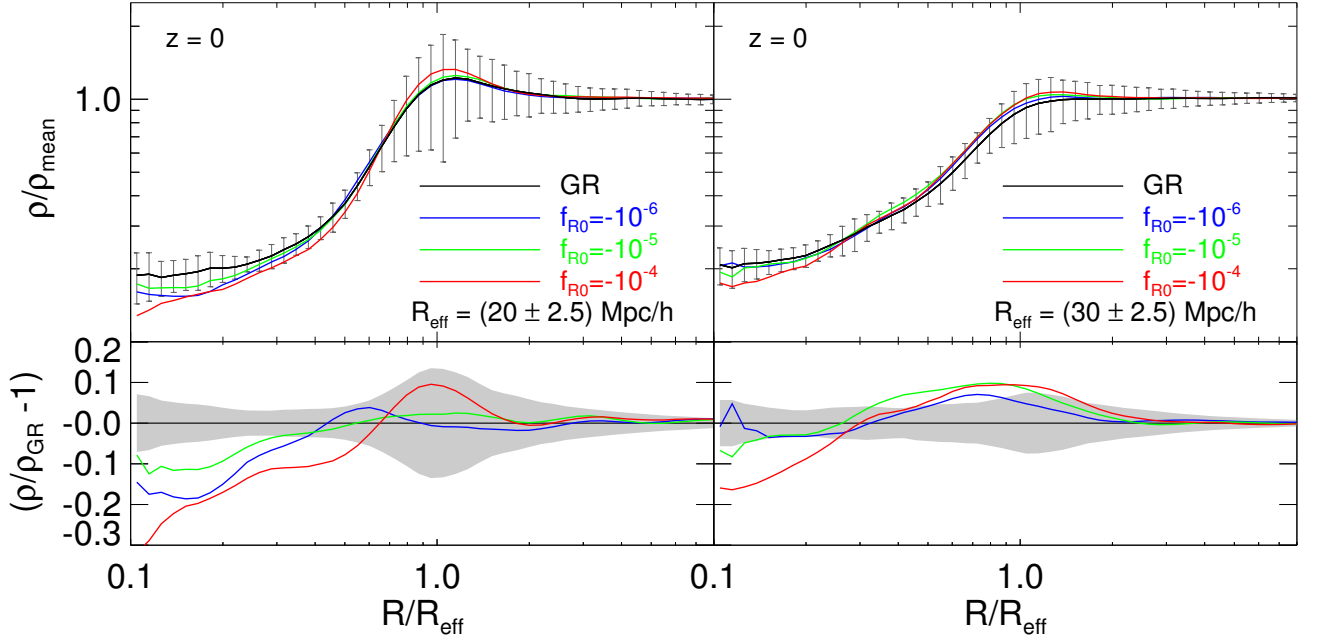 z = 0
1.0
ρ/ρmean
GR
fR0=-10-6
fR0=-10-5
fR0=-10-4
Reff = (20 ± 2.5) Mpc/h
z = 0
GR
fR0=-10-6
fR0=-10-5
fR0=-10-4
Reff = (30 ± 2.5) Mpc/h
0.2
0.1
-0.0
-0.1
-0.2
-0.3
(ρ/ρGR -1)
0.1
1.0
0.1
1.0
R/Reff
R/Reff